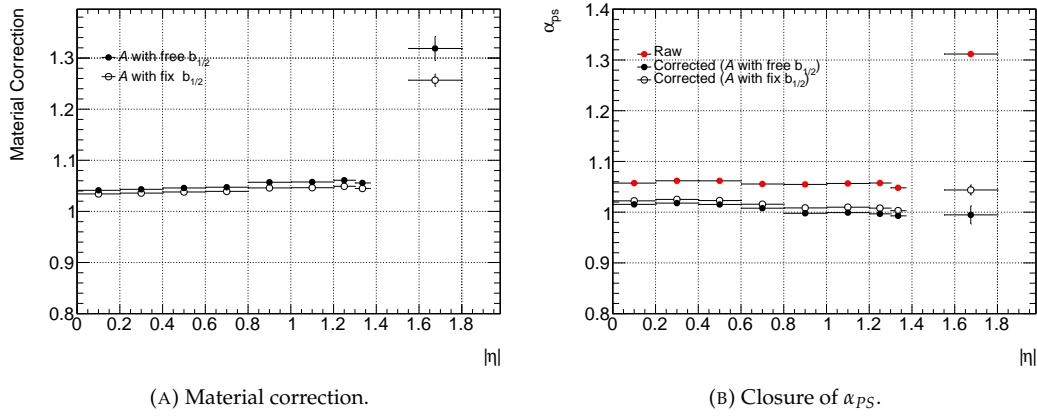 Material Correction
1.3
1.2
1.1
1
0.9
0.8
A with free b1/2
A with fix b1/2
0 0.2 0.4 0.6 0.8 1 1.2 1.4 1.6 1.8
|η|
(A) Material correction.
αps
1.4
1.3
1.2
1.1
1
0.9
0.8
Raw
Corrected (A with free b1/2)
Corrected (A with fix b1/2)
0 0.2 0.4 0.6 0.8 1 1.2 1.4 1.6 1.8
|η|
(B) Closure of αPS.